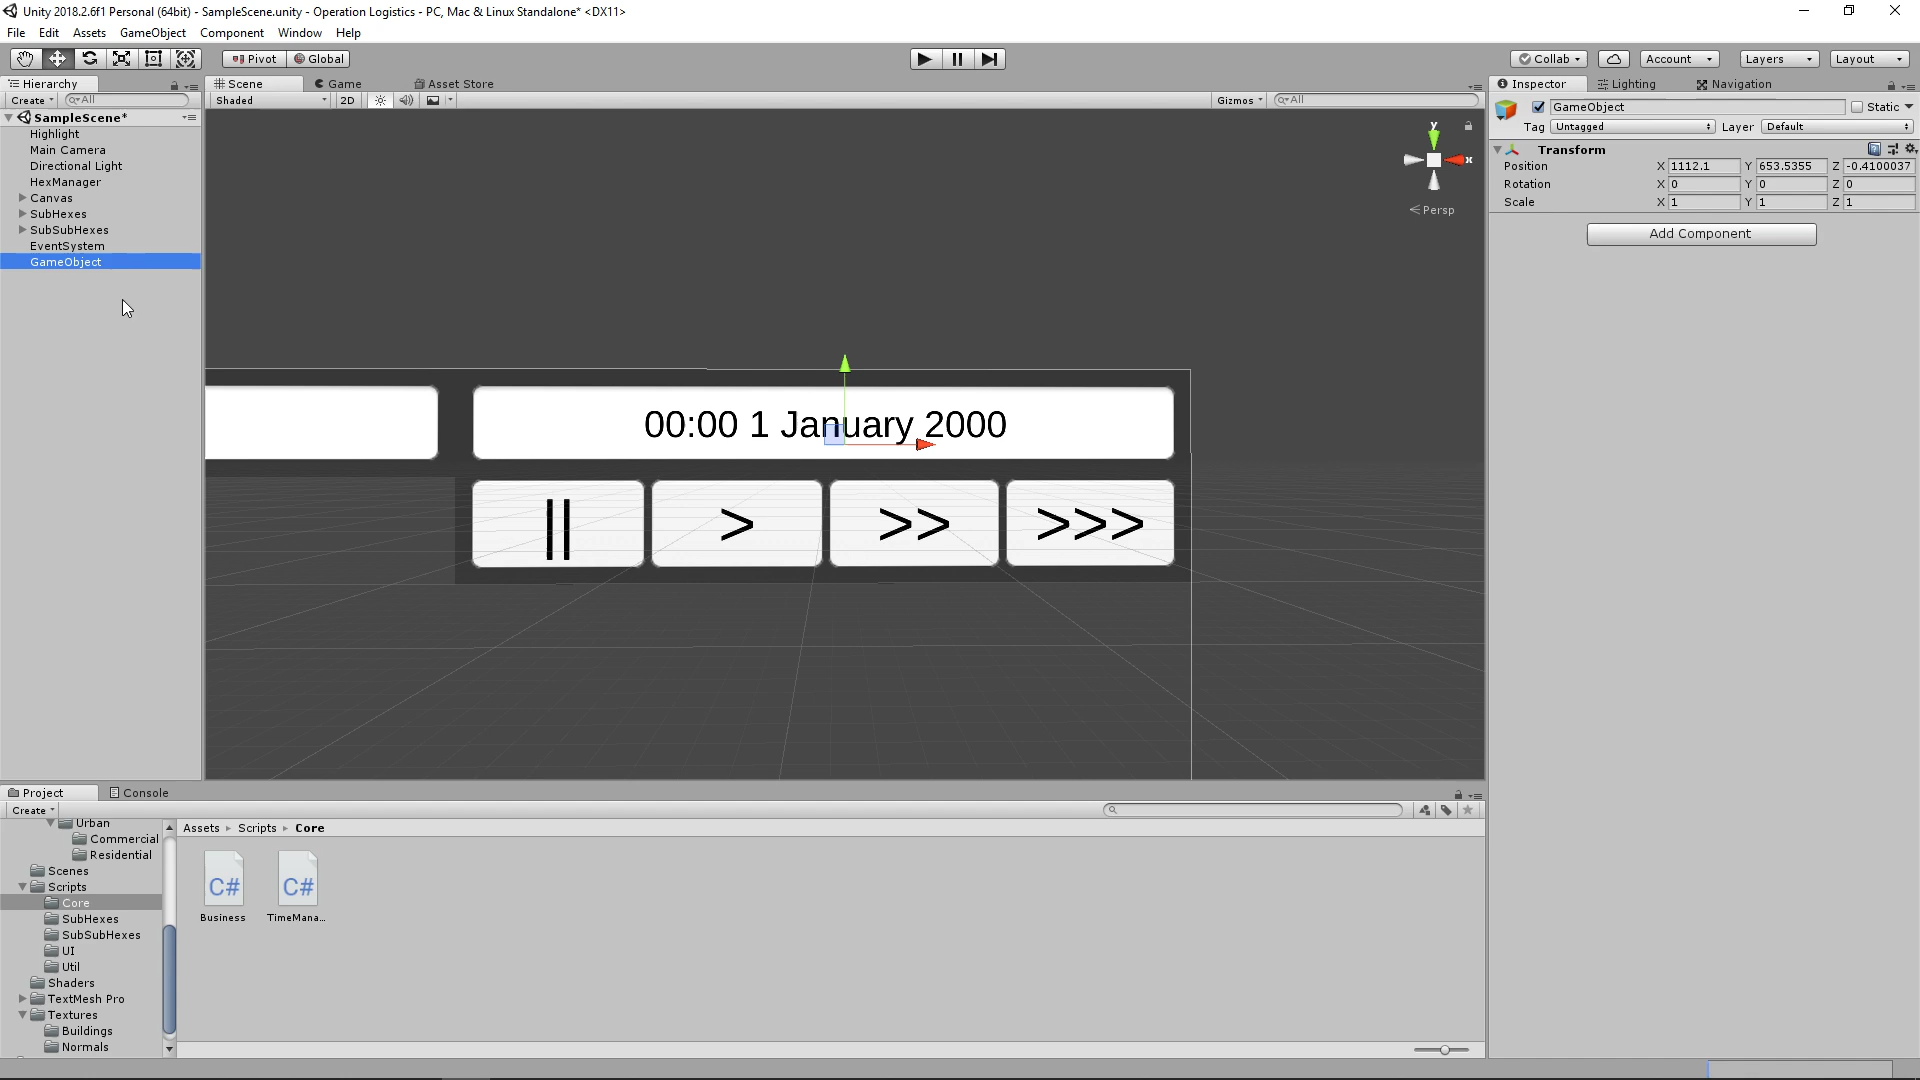 Unity 2018.2.6f1 Personal (64bit) - SampleScene.unity - Operation Logistics - PC, Mac & Linux Standalone* <DX11>
File Edit Assets GameObject Component Window Help
Pivot Global Collab Account Layers Layout
Hierarchy Scene Game Asset Store Inspector Lighting Navigation
Create All Shaded 2D Gizmos All
GameObject Static
SampleScene*
Tag Untagged Layer Default
Highlight
Main Camera
Directional Light
HexManager
Canvas
SubHexes
SubSubHexes
EventSystem
GameObject
Transform
Position X 1112.1 Y 653.5355 Z -0.4100037
Rotation X 0 Y 0 Z 0
Scale X 1 Y 1 Z 1
Add Component
y
x
Persp
00:00 1 January 2000
|| > >> >>>
Project Console
Create
Urban
Commercial
Residential
Scenes
Scripts
Core
SubHexes
SubSubHexes
UI
Util
Shaders
TextMesh Pro
Textures
Buildings
Normals
Assets Scripts Core
C# C#
Business TimeMana...